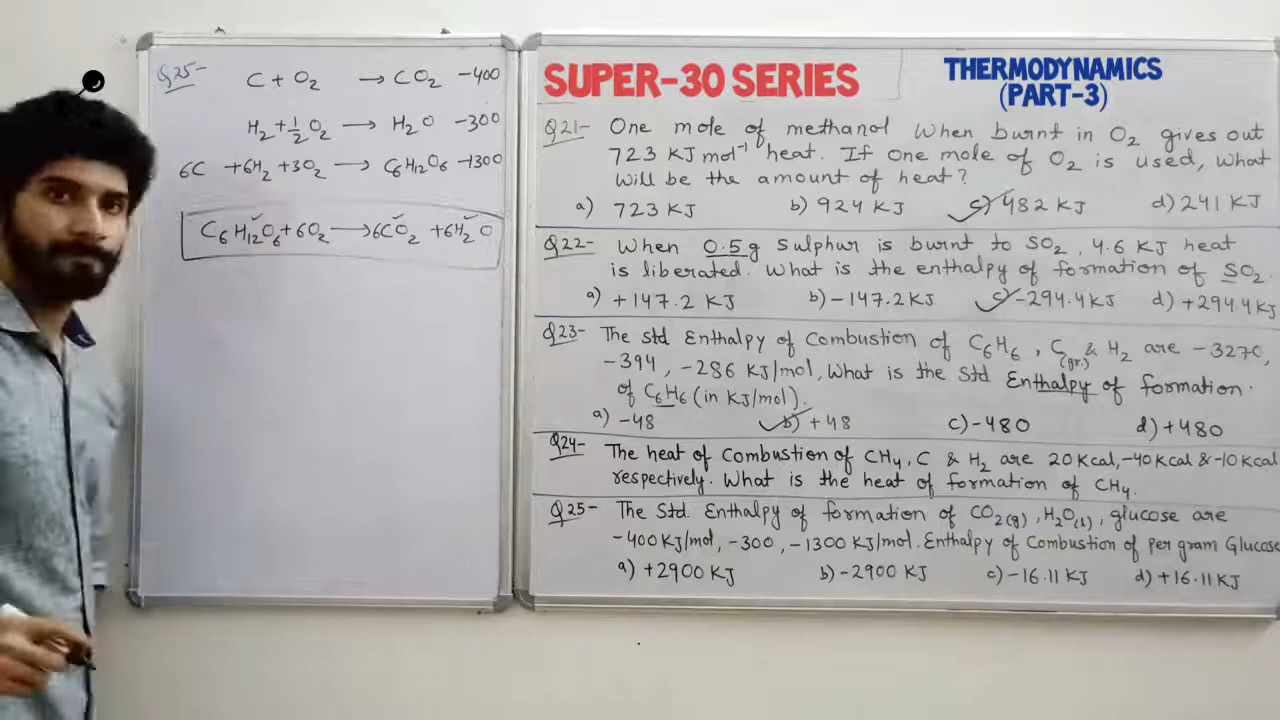 Q25-
C + O₂ → CO₂ -400
H₂ + ½O₂ → H₂O -300
6C +6H₂ +3O₂ → C₆H₁₂O₆ -1300
C₆H₁₂O₆+6O₂ → 6CO₂ +6H₂O
SUPER-30 SERIES
THERMODYNAMICS
(PART-3)
Q21- One mole of methanol When burnt in O₂ gives out
723 KJ mol⁻¹ heat. If one mole of O₂ is used, what
will be the amount of heat?
a) 723 KJ b) 924 KJ c) 482 KJ d) 241 KJ
Q22- When 0.5g Sulphur is burnt to SO₂, 4.6 KJ heat
is liberated. What is the enthalpy of formation of SO₂.
a) +147.2 KJ b) -147.2KJ c) -294.4KJ d) +294.4KJ
Q23- The Std Enthalpy of Combustion of C₆H₆, C(gr.) & H₂ are -3270,
-394, -286 KJ/mol, What is the Std Enthalpy of formation.
of C₆H₆ (in KJ/mol).
a) -48 b) +48 c) -480 d) +480
Q24- The heat of Combustion of CH₄, C & H₂ are 20 Kcal, -40 Kcal & -10 Kcal
respectively. What is the heat of formation of CH₄.
Q25- The Std. Enthalpy of formation of CO₂(g), H₂O(l), glucose are
-400 KJ/mol, -300, -1300 KJ/mol. Enthalpy of Combustion of per gram Glucose
a) +2900 KJ b) -2900 KJ c) -16.11 KJ d) +16.11 KJ